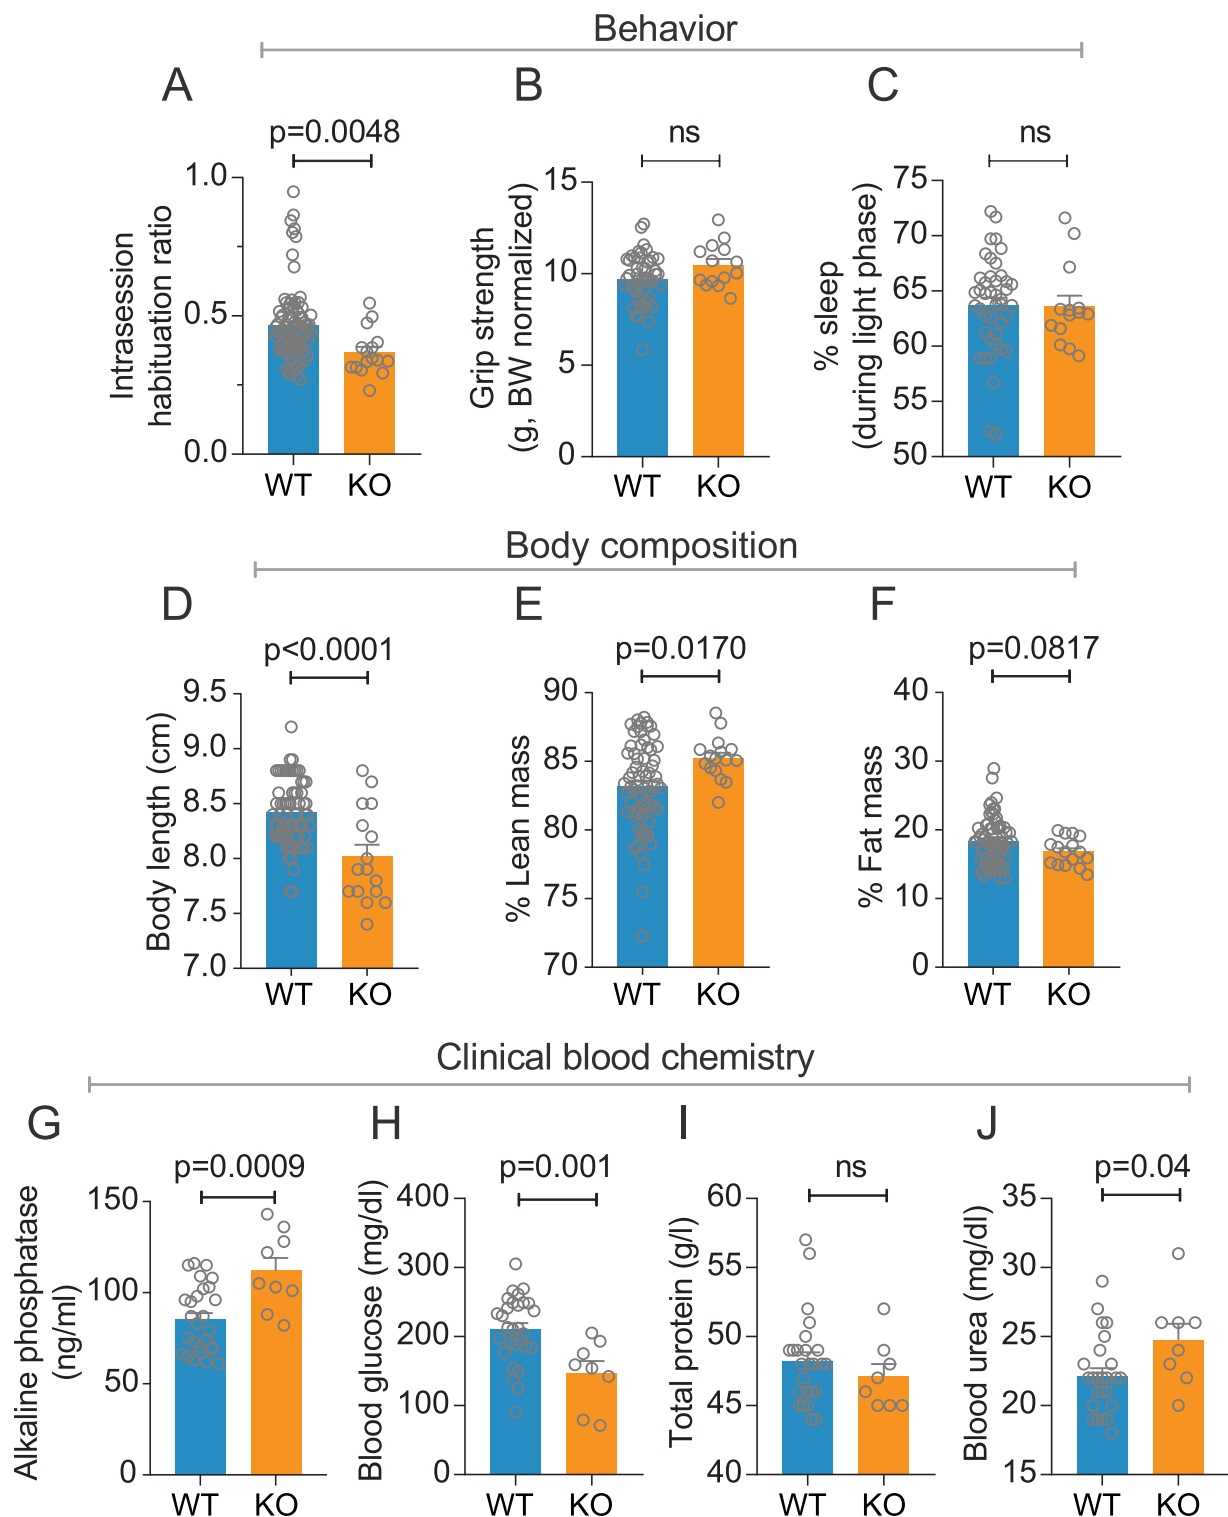 Behavior
A
B
C
p=0.0048
ns
ns
Intrasession
habituation ratio
1.0
0.5
0.0
WT
KO
Grip strength
(g, BW normalized)
15
10
5
0
WT
KO
% sleep
(during light phase)
75
70
65
60
55
50
WT
KO
Body composition
D
E
F
p<0.0001
p=0.0170
p=0.0817
Body length (cm)
9.5
9.0
8.5
8.0
7.5
7.0
WT
KO
% Lean mass
90
85
80
75
70
WT
KO
% Fat mass
40
30
20
10
0
WT
KO
Clinical blood chemistry
G
H
I
J
p=0.0009
p=0.001
ns
p=0.04
Alkaline phosphatase
(ng/ml)
150
100
50
0
WT
KO
Blood glucose (mg/dl)
400
300
200
100
0
WT
KO
Total protein (g/l)
60
55
50
45
40
WT
KO
Blood urea (mg/dl)
35
30
25
20
15
WT
KO